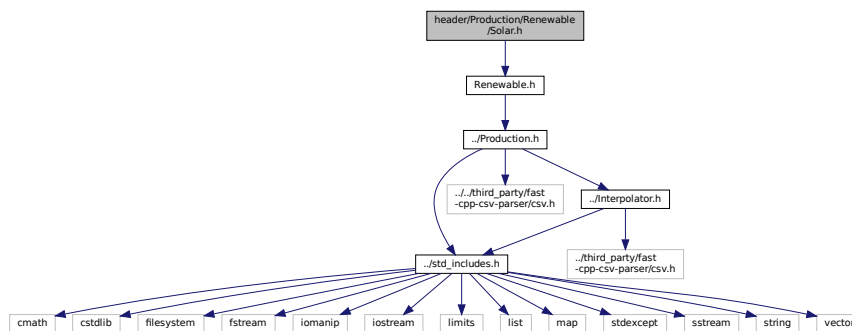 header/Production/Renewable
/Solar.h
Renewable.h
../Production.h
../../third_party/fast
-cpp-csv-parser/csv.h
../Interpolator.h
../third_party/fast
-cpp-csv-parser/csv.h
../std_includes.h
cmath
cstdlib
filesystem
fstream
iomanip
iostream
limits
list
map
stdexcept
sstream
string
vector